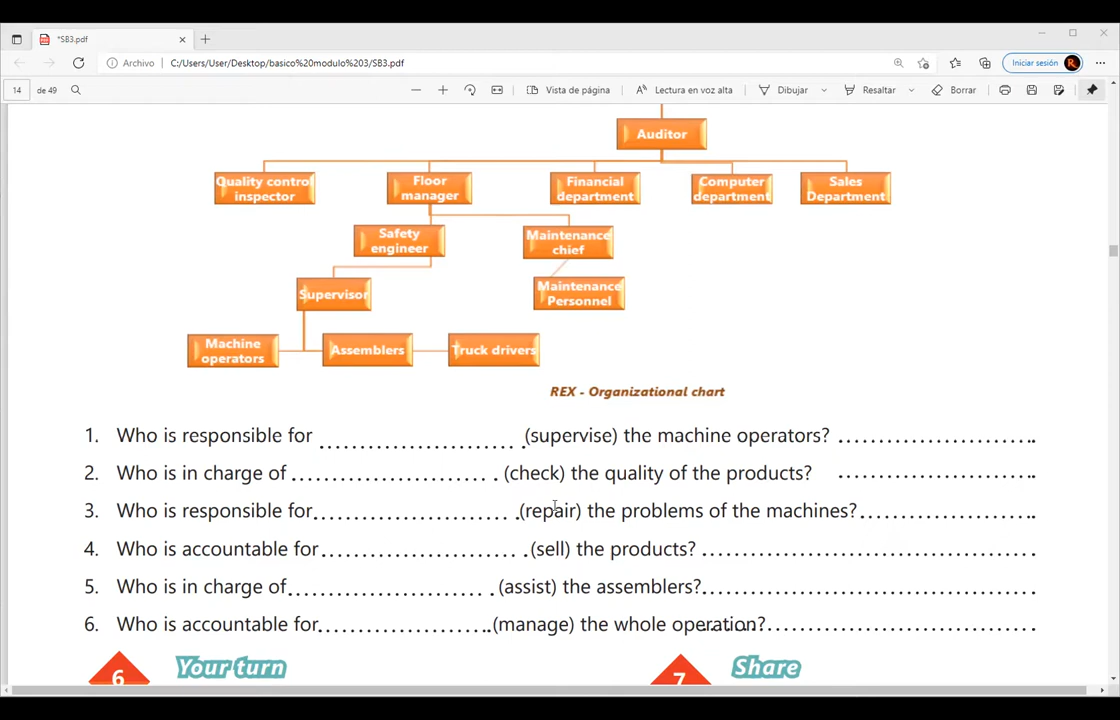 *SB3.pdf
Archivo C:/Users/User/Desktop/basico%20modulo%203/SB3.pdf
Iniciar sesión
14 de 49
Vista de página
Lectura en voz alta
Dibujar
Resaltar
Borrar
Auditor
Quality control inspector
Floor manager
Financial department
Computer department
Sales Department
Safety engineer
Maintenance chief
Supervisor
Maintenance Personnel
Machine operators
Assemblers
Truck drivers
REX - Organizational chart
1. Who is responsible for ........................(supervise) the machine operators? ..........................
2. Who is in charge of ........................(check) the quality of the products? ..........................
3. Who is responsible for........................(repair) the problems of the machines?......................
4. Who is accountable for........................(sell) the products? ........................................
5. Who is in charge of........................(assist) the assemblers?........................................
6. Who is accountable for....................(manage) the whole operation?................................
6 Your turn
7 Share